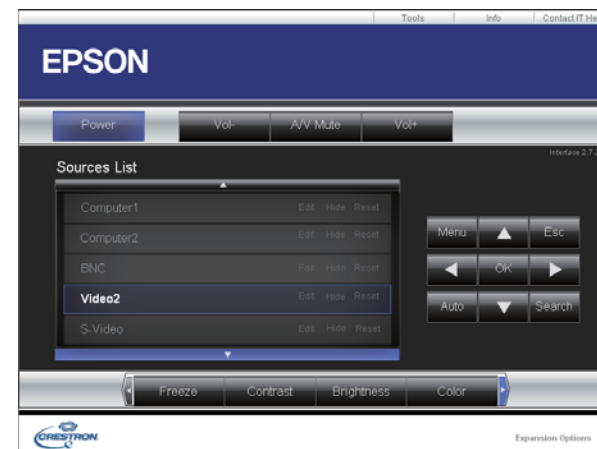 Tools Info Contact IT He
EPSON
Power Vol- A/V Mute Vol+
Interface 2.7.
Sources List
Computer1 Edit Hide Reset
Computer2 Edit Hide Reset
BNC Edit Hide Reset
Video2 Edit Hide Reset
S-Video Edit Hide Reset
Menu Esc
OK
Auto Search
Freeze Contrast Brightness Color
CRESTRON
Expansion Options